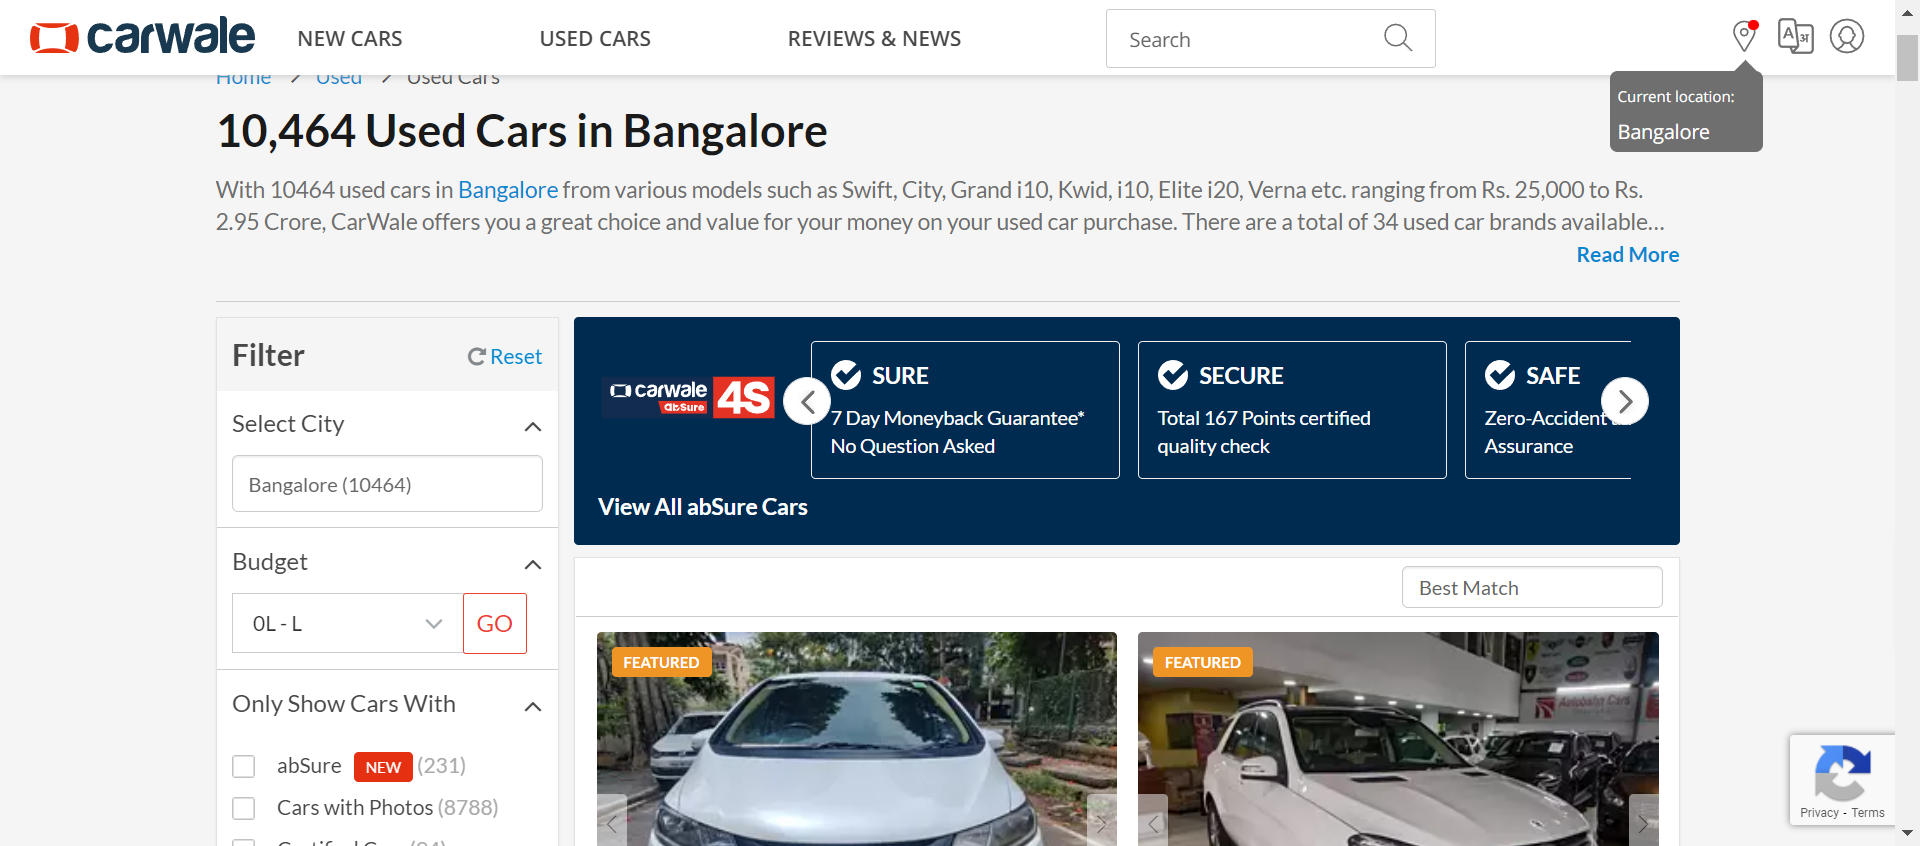 carwale
NEW CARS
USED CARS
REVIEWS & NEWS
Search
Home
Used
Used Cars
Current location:
Bangalore
10,464 Used Cars in Bangalore
With 10464 used cars in Bangalore from various models such as Swift, City, Grand i10, Kwid, i10, Elite i20, Verna etc. ranging from Rs. 25,000 to Rs.
2.95 Crore, CarWale offers you a great choice and value for your money on your used car purchase. There are a total of 34 used car brands available...
Read More
Filter
Reset
Select City
Bangalore (10464)
Budget
0L - L
GO
Only Show Cars With
abSure NEW (231)
Cars with Photos (8788)
carwale
abSure
4S
SURE
7 Day Moneyback Guarantee*
No Question Asked
SECURE
Total 167 Points certified
quality check
SAFE
Zero-Accident
Assurance
View All abSure Cars
Best Match
FEATURED
FEATURED
Privacy - Terms